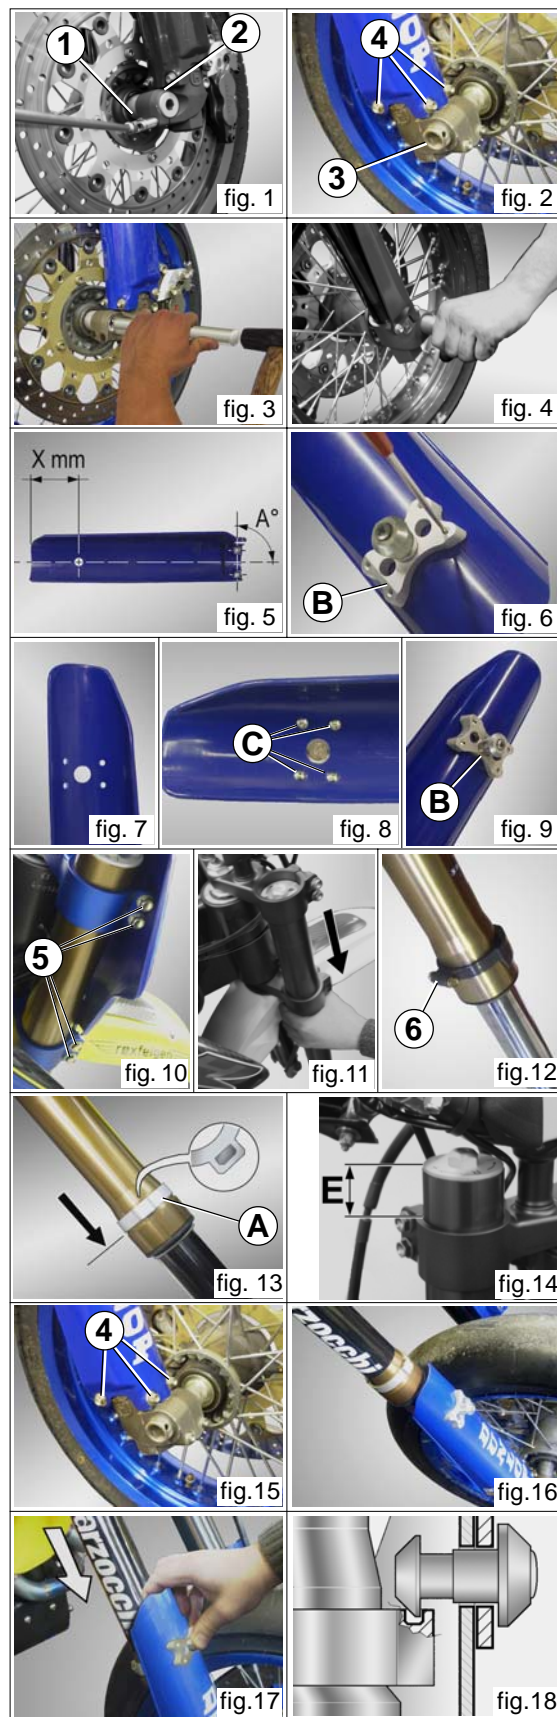 1
2
fig. 1
4
3
fig. 2
fig. 3
fig. 4
X mm
A°
fig. 5
B
fig. 6
fig. 7
C
fig. 8
B
fig. 9
5
fig. 10
fig.11
6
fig.12
A
fig. 13
E
fig.14
4
fig.15
arzocchi
fig.16
arzocchi
fig.17
fig.18